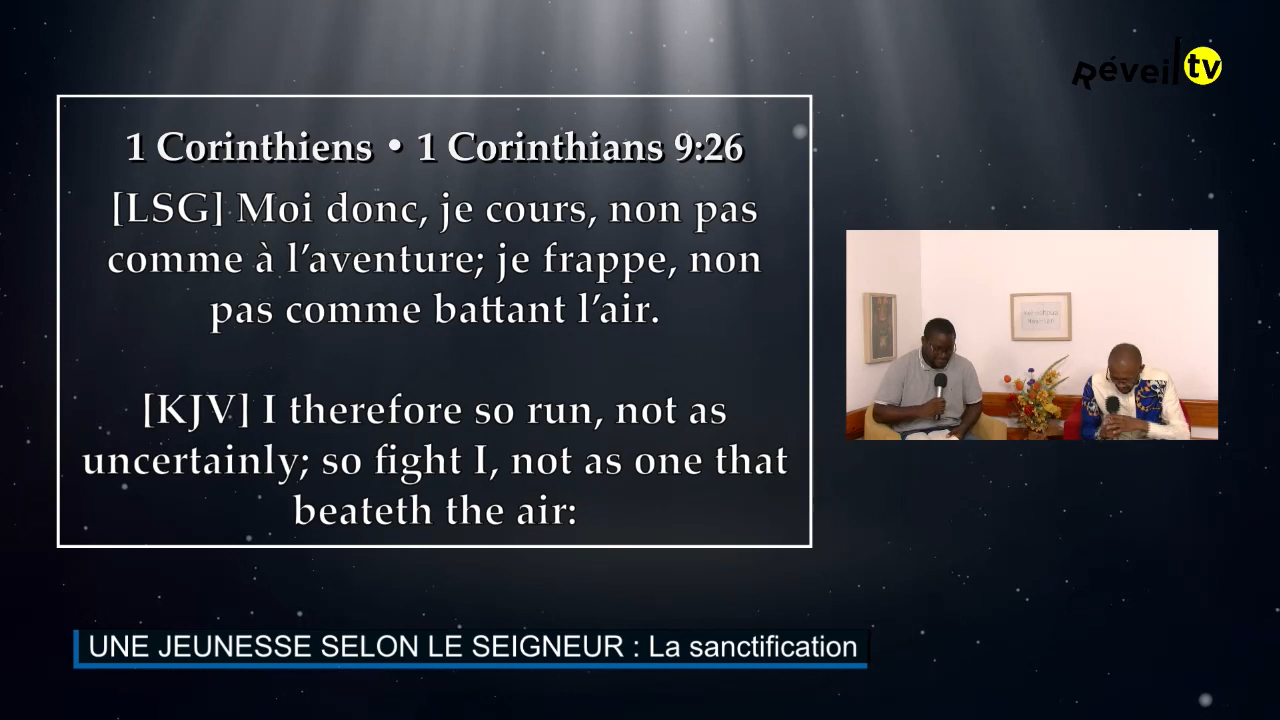 Réveil tv
1 Corinthiens • 1 Corinthians 9:26
[LSG] Moi donc, je cours, non pas
comme à l’aventure; je frappe, non
pas comme battant l’air.
[KJV] I therefore so run, not as
uncertainly; so fight I, not as one that
beateth the air:
UNE JEUNESSE SELON LE SEIGNEUR : La sanctification